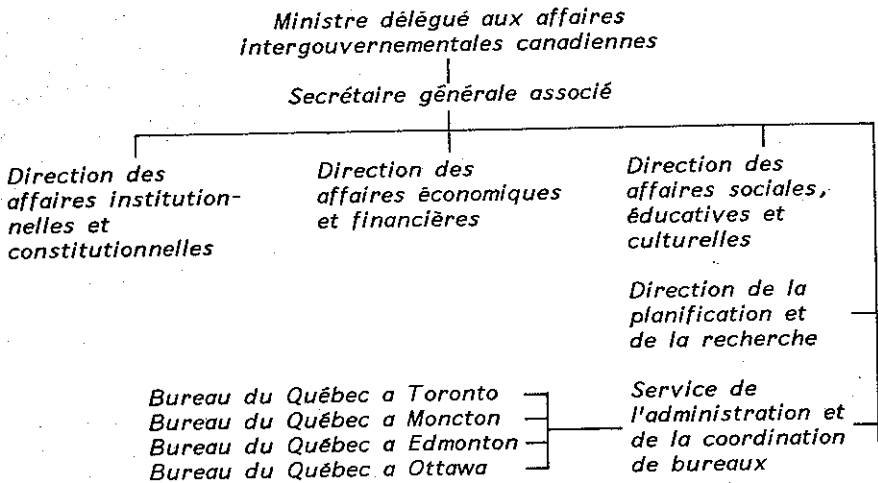 Ministre délégué aux affaires
intergouvernementales canadiennes
Secrétaire générale associé
Direction des
affaires institution-
nelles et
constitutionnelles
Direction des
affaires économiques
et financières
Direction des
affaires sociales,
éducatives et
culturelles
Direction de la
planification et
de la recherche
Bureau du Québec a Toronto
Bureau du Québec a Moncton
Bureau du Québec a Edmonton
Bureau du Québec a Ottawa
Service de
l'administration et
de la coordination
de bureaux